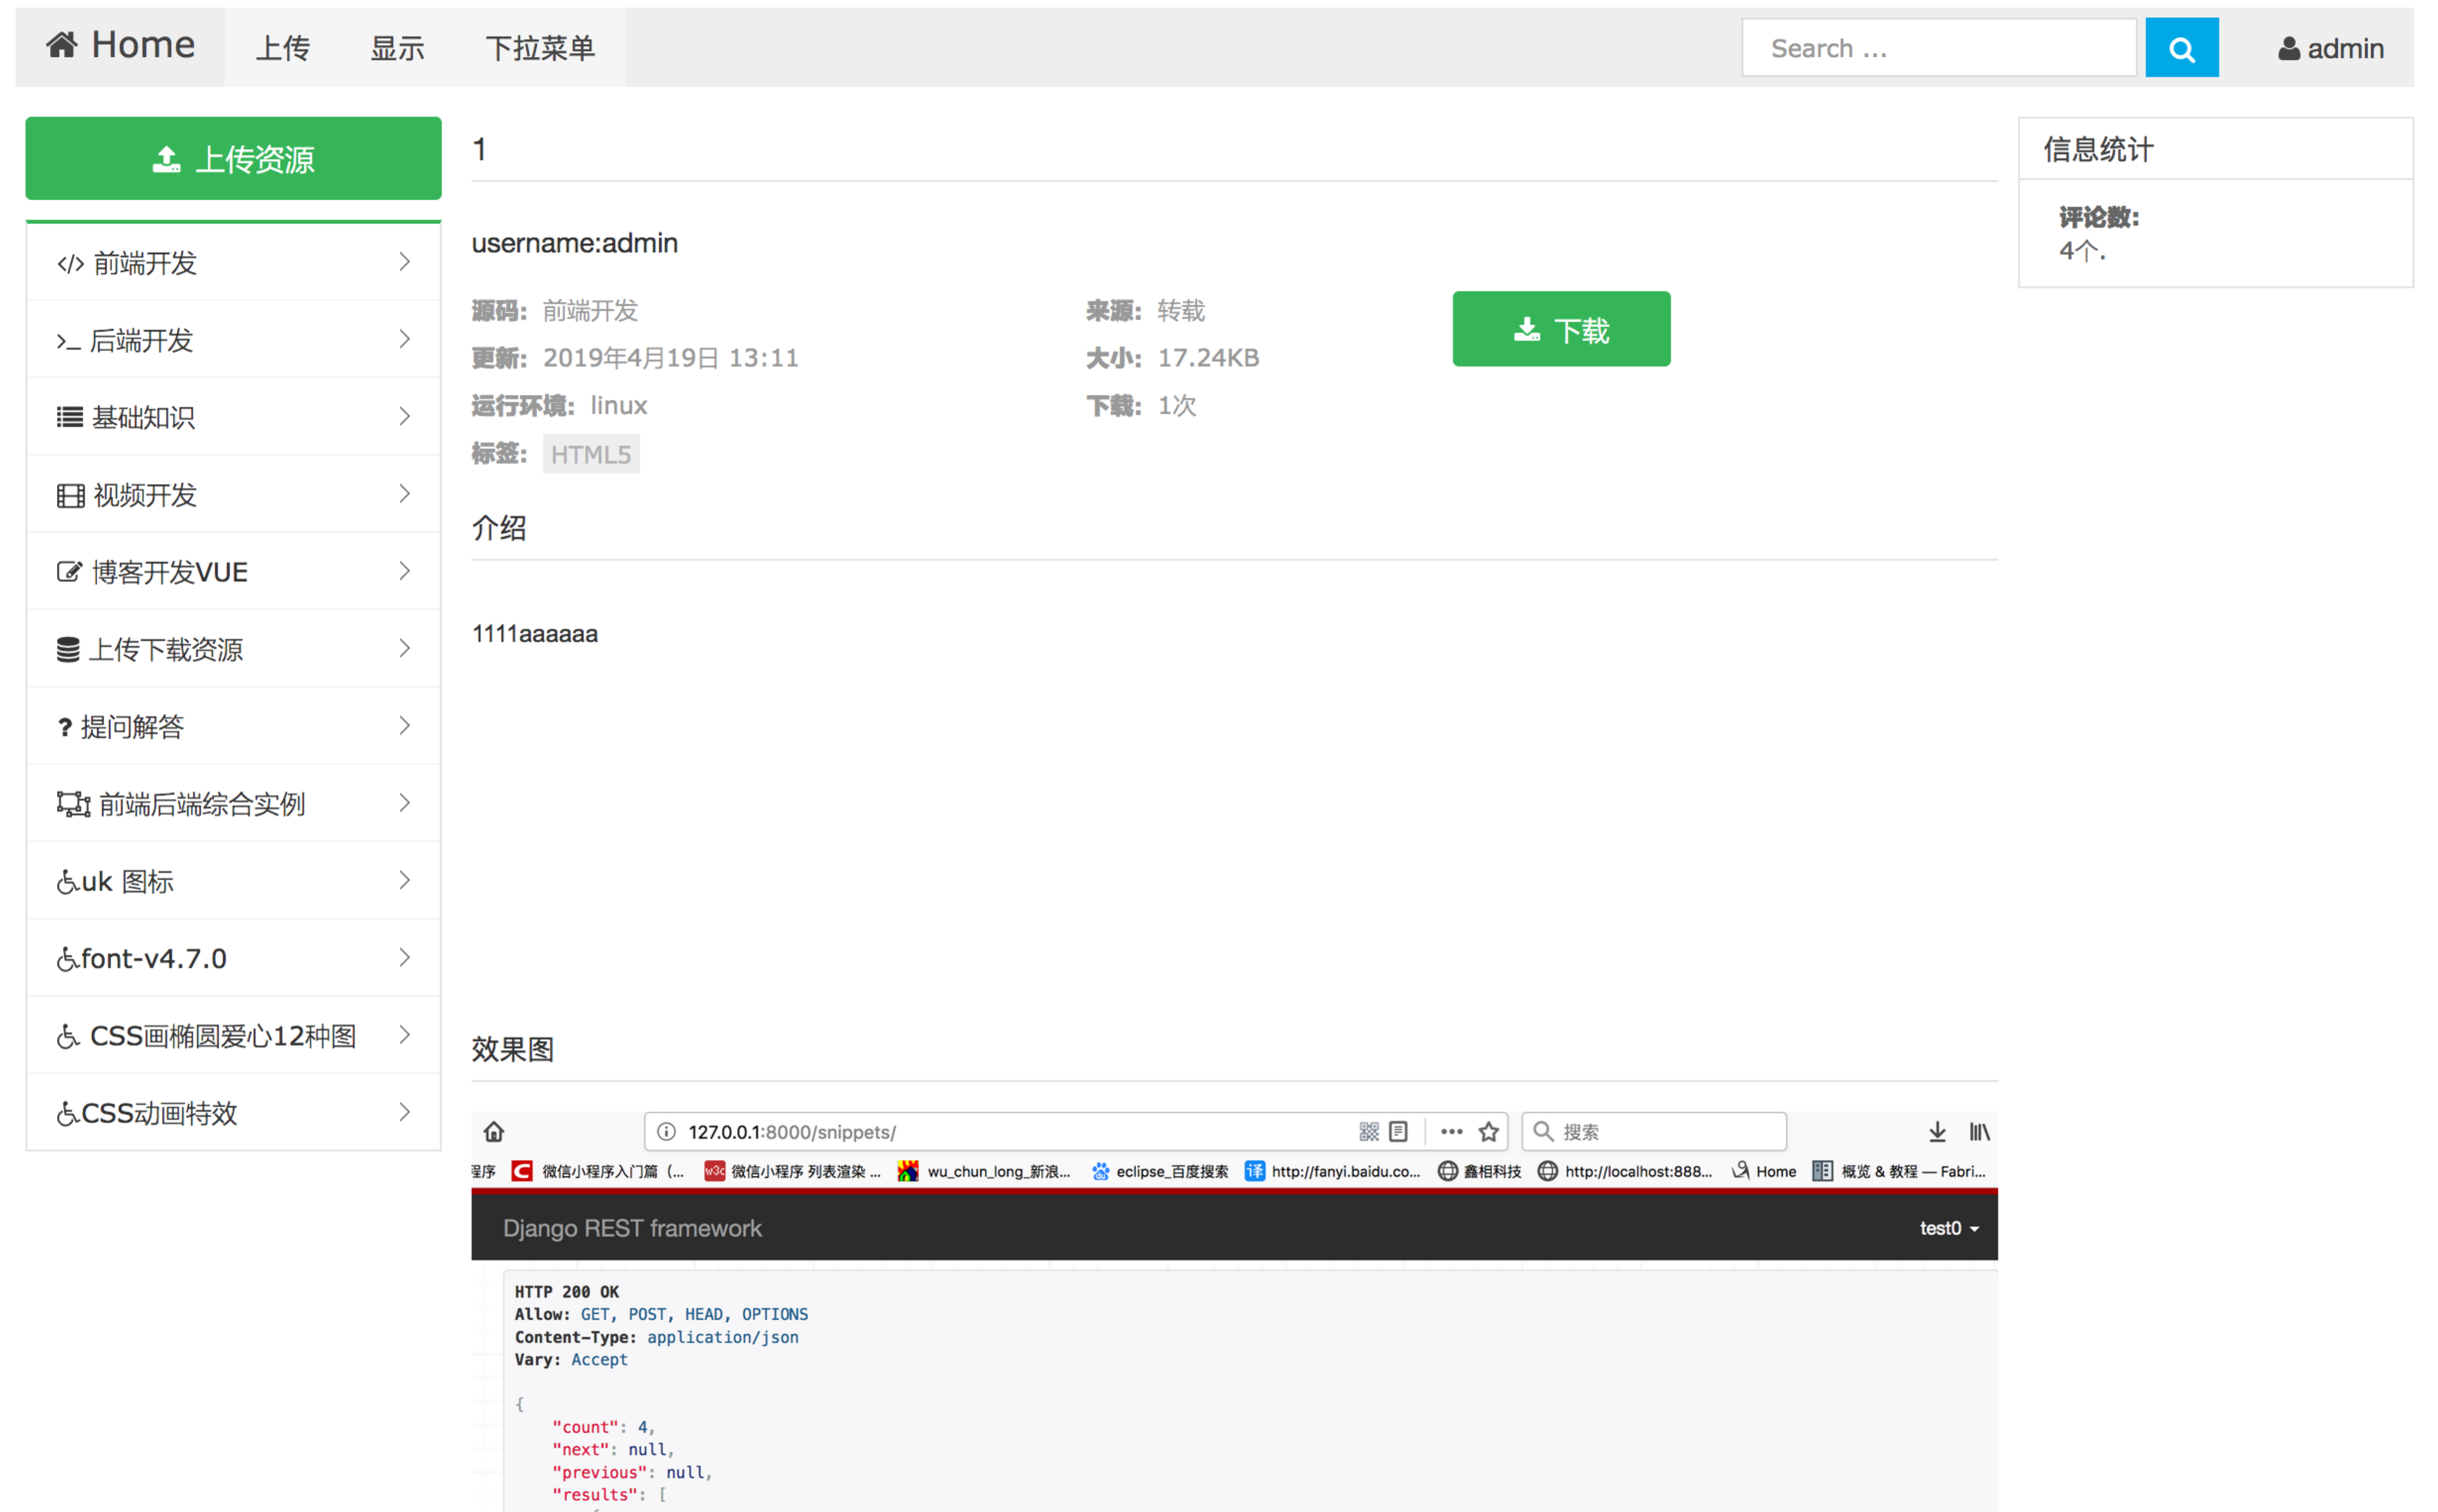 Home 上传 显示 下拉菜单 Search ... admin
上传资源
前端开发
后端开发
基础知识
视频开发
博客开发VUE
上传下载资源
? 提问解答
前端后端综合实例
uk 图标
font-v4.7.0
CSS画椭圆爱心12种图
CSS动画特效
1
username:admin
源码: 前端开发 来源: 转载
下载
更新: 2019年4月19日 13:11 大小: 17.24KB
运行环境: linux 下载: 1次
标签: HTML5
介绍
1111aaaaaa
效果图
127.0.0.1:8000/snippets/ 搜索
程序 微信小程序入门篇 (... w3c 微信小程序 列表渲染 ... wu_chun_long_新浪... eclipse_百度搜索 译 http://fanyi.baidu.co... 鑫相科技 http://localhost:888... Home 概览 & 教程 — Fabri...
Django REST framework test0
HTTP 200 OK
Allow: GET, POST, HEAD, OPTIONS
Content-Type: application/json
Vary: Accept
{
"count": 4,
"next": null,
"previous": null,
"results": [
信息统计
评论数:
4个.